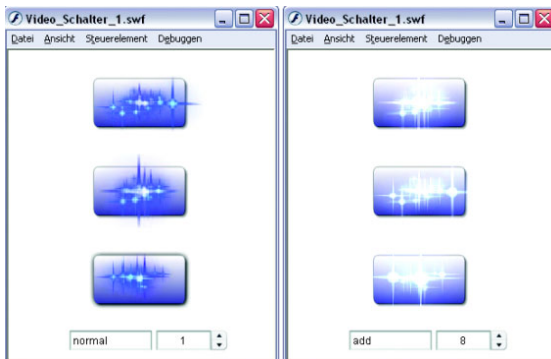 Video_Schalter_1.swf
Datei Ansicht Steuerelement Debuggen
normal 1
Video_Schalter_1.swf
Datei Ansicht Steuerelement Debuggen
add 8